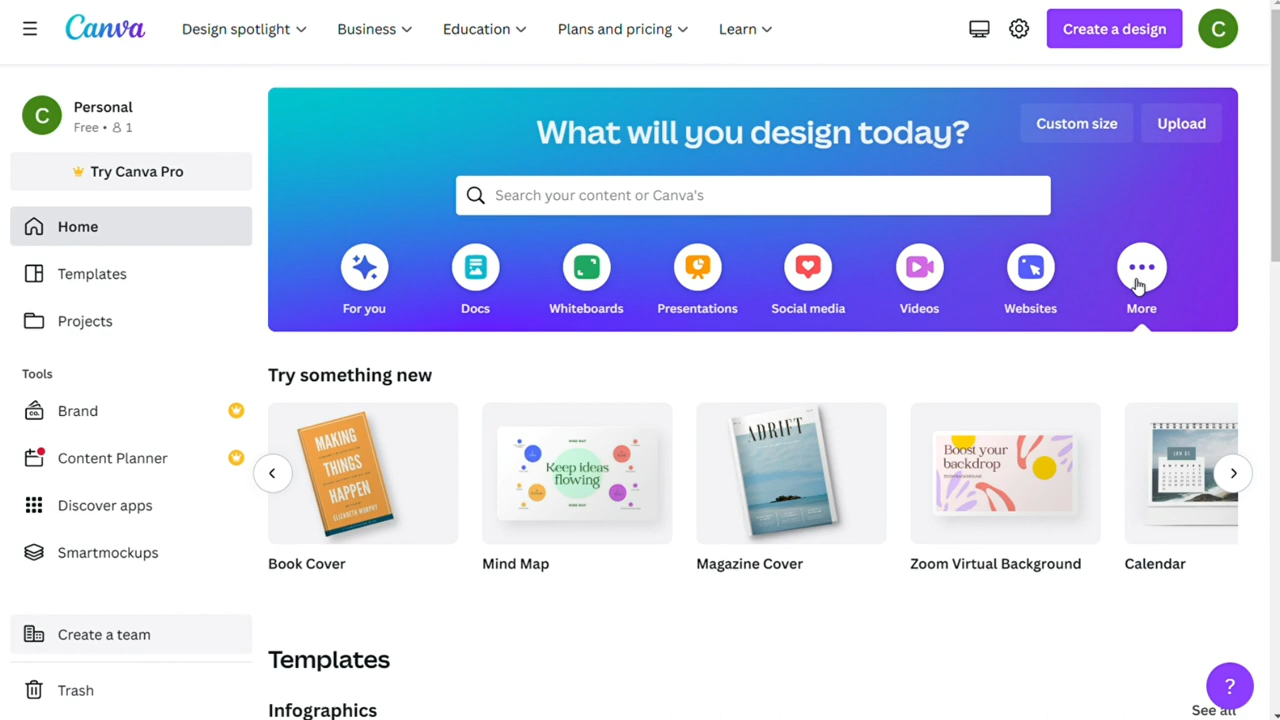 Canva
Design spotlight
Business
Education
Plans and pricing
Learn
Create a design
C
C
Personal
Free • 1
Try Canva Pro
Home
Templates
Projects
Tools
Brand
Content Planner
Discover apps
Smartmockups
Create a team
Trash
What will you design today?
Custom size
Upload
Search your content or Canva's
For you
Docs
Whiteboards
Presentations
Social media
Videos
Websites
More
Try something new
MAKING
THINGS
HAPPEN
ELIZABETH MURPHY
Book Cover
MIND MAP
Keep ideas
flowing
Mind Map
ADRIFT
Magazine Cover
Boost your
backdrop
Zoom Virtual Background
Calendar
Templates
Infographics
See all
?